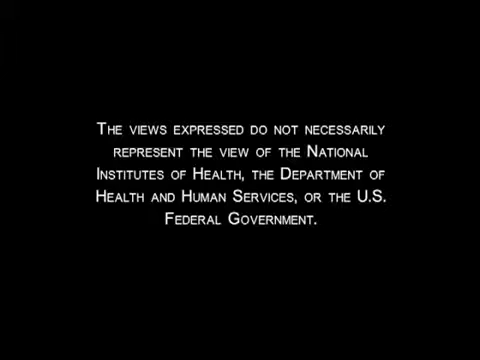 The views expressed do not necessarily
represent the view of the National
Institutes of Health, the Department of
Health and Human Services, or the U.S.
Federal Government.